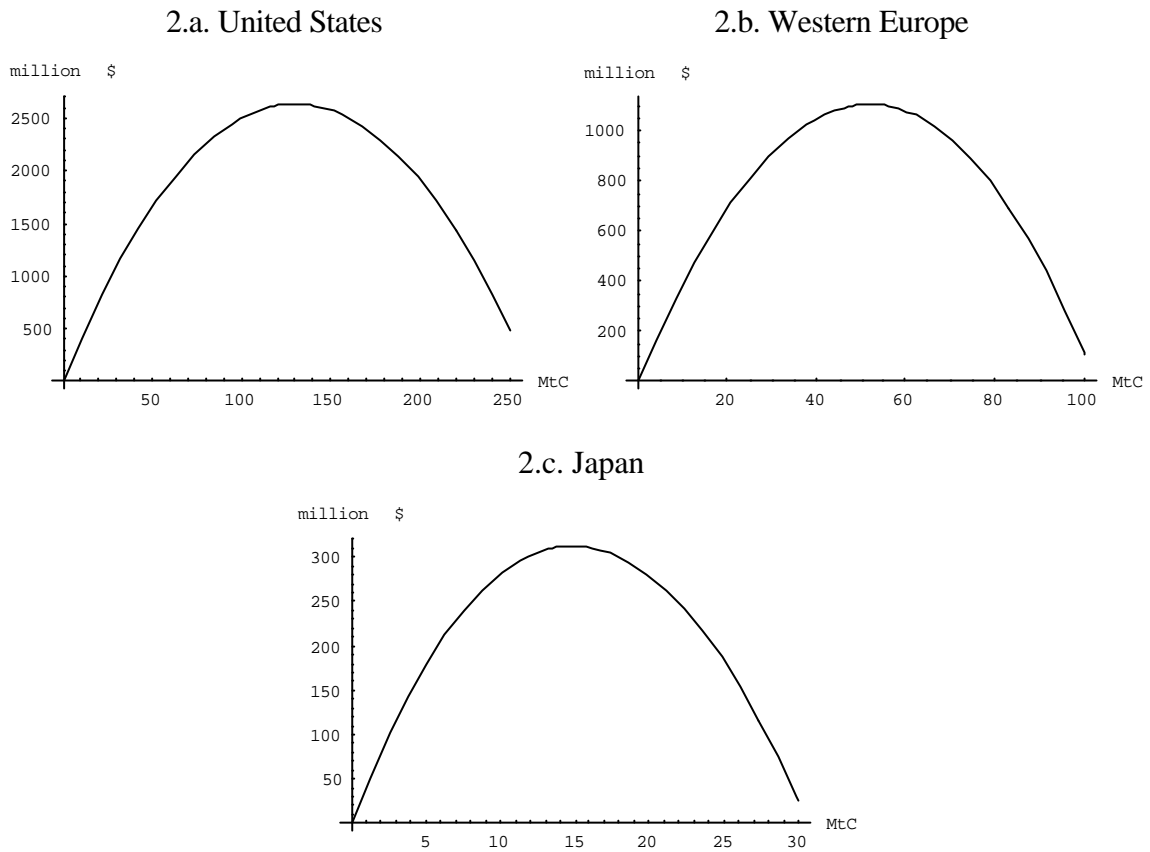 2.a. United States
million $
2500
2000
1500
1000
500
50 100 150 200 250 MtC
2.b. Western Europe
million $
1000
800
600
400
200
20 40 60 80 100 MtC
2.c. Japan
million $
300
250
200
150
100
50
5 10 15 20 25 30 MtC